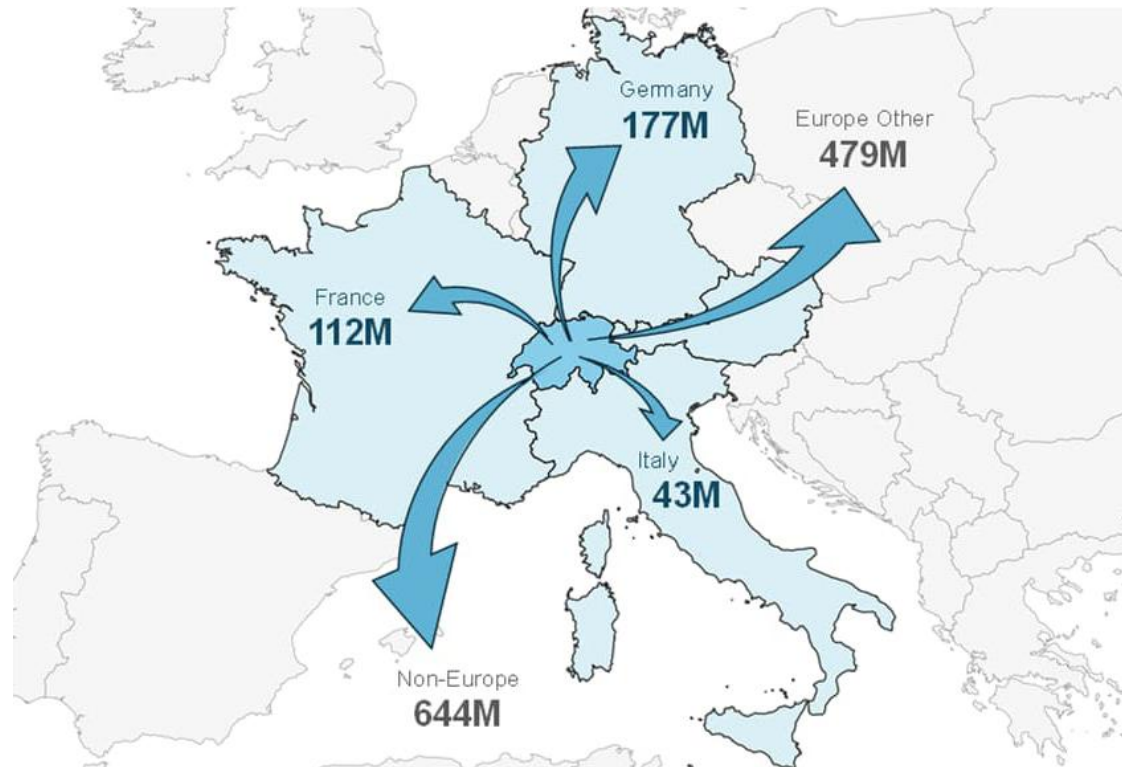 Germany
177M
Europe Other
479M
France
112M
Italy
43M
Non-Europe
644M